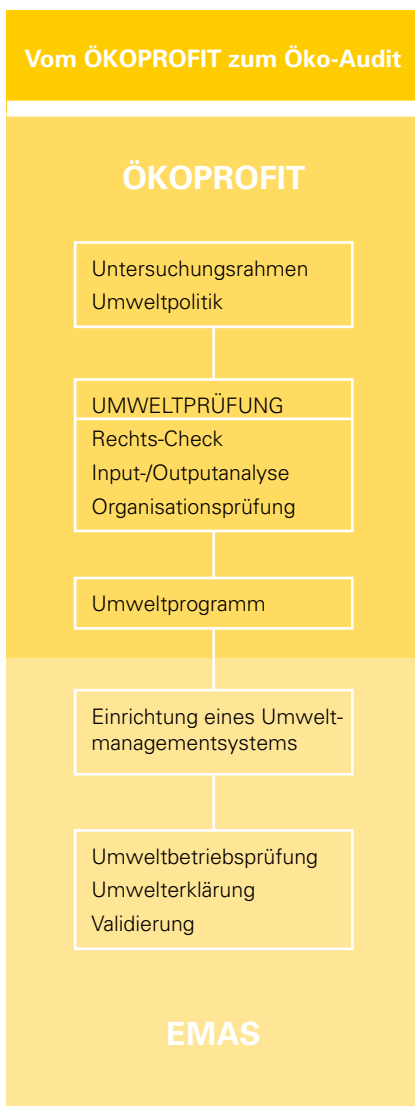 Vom ÖKOPROFIT zum Öko-Audit
ÖKOPROFIT
Untersuchungsrahmen
Umweltpolitik
UMWELTPRÜFUNG
Rechts-Check
Input-/Outputanalyse
Organisationsprüfung
Umweltprogramm
Einrichtung eines Umwelt-
managementsystems
Umweltbetriebsprüfung
Umwelterklärung
Validierung
EMAS